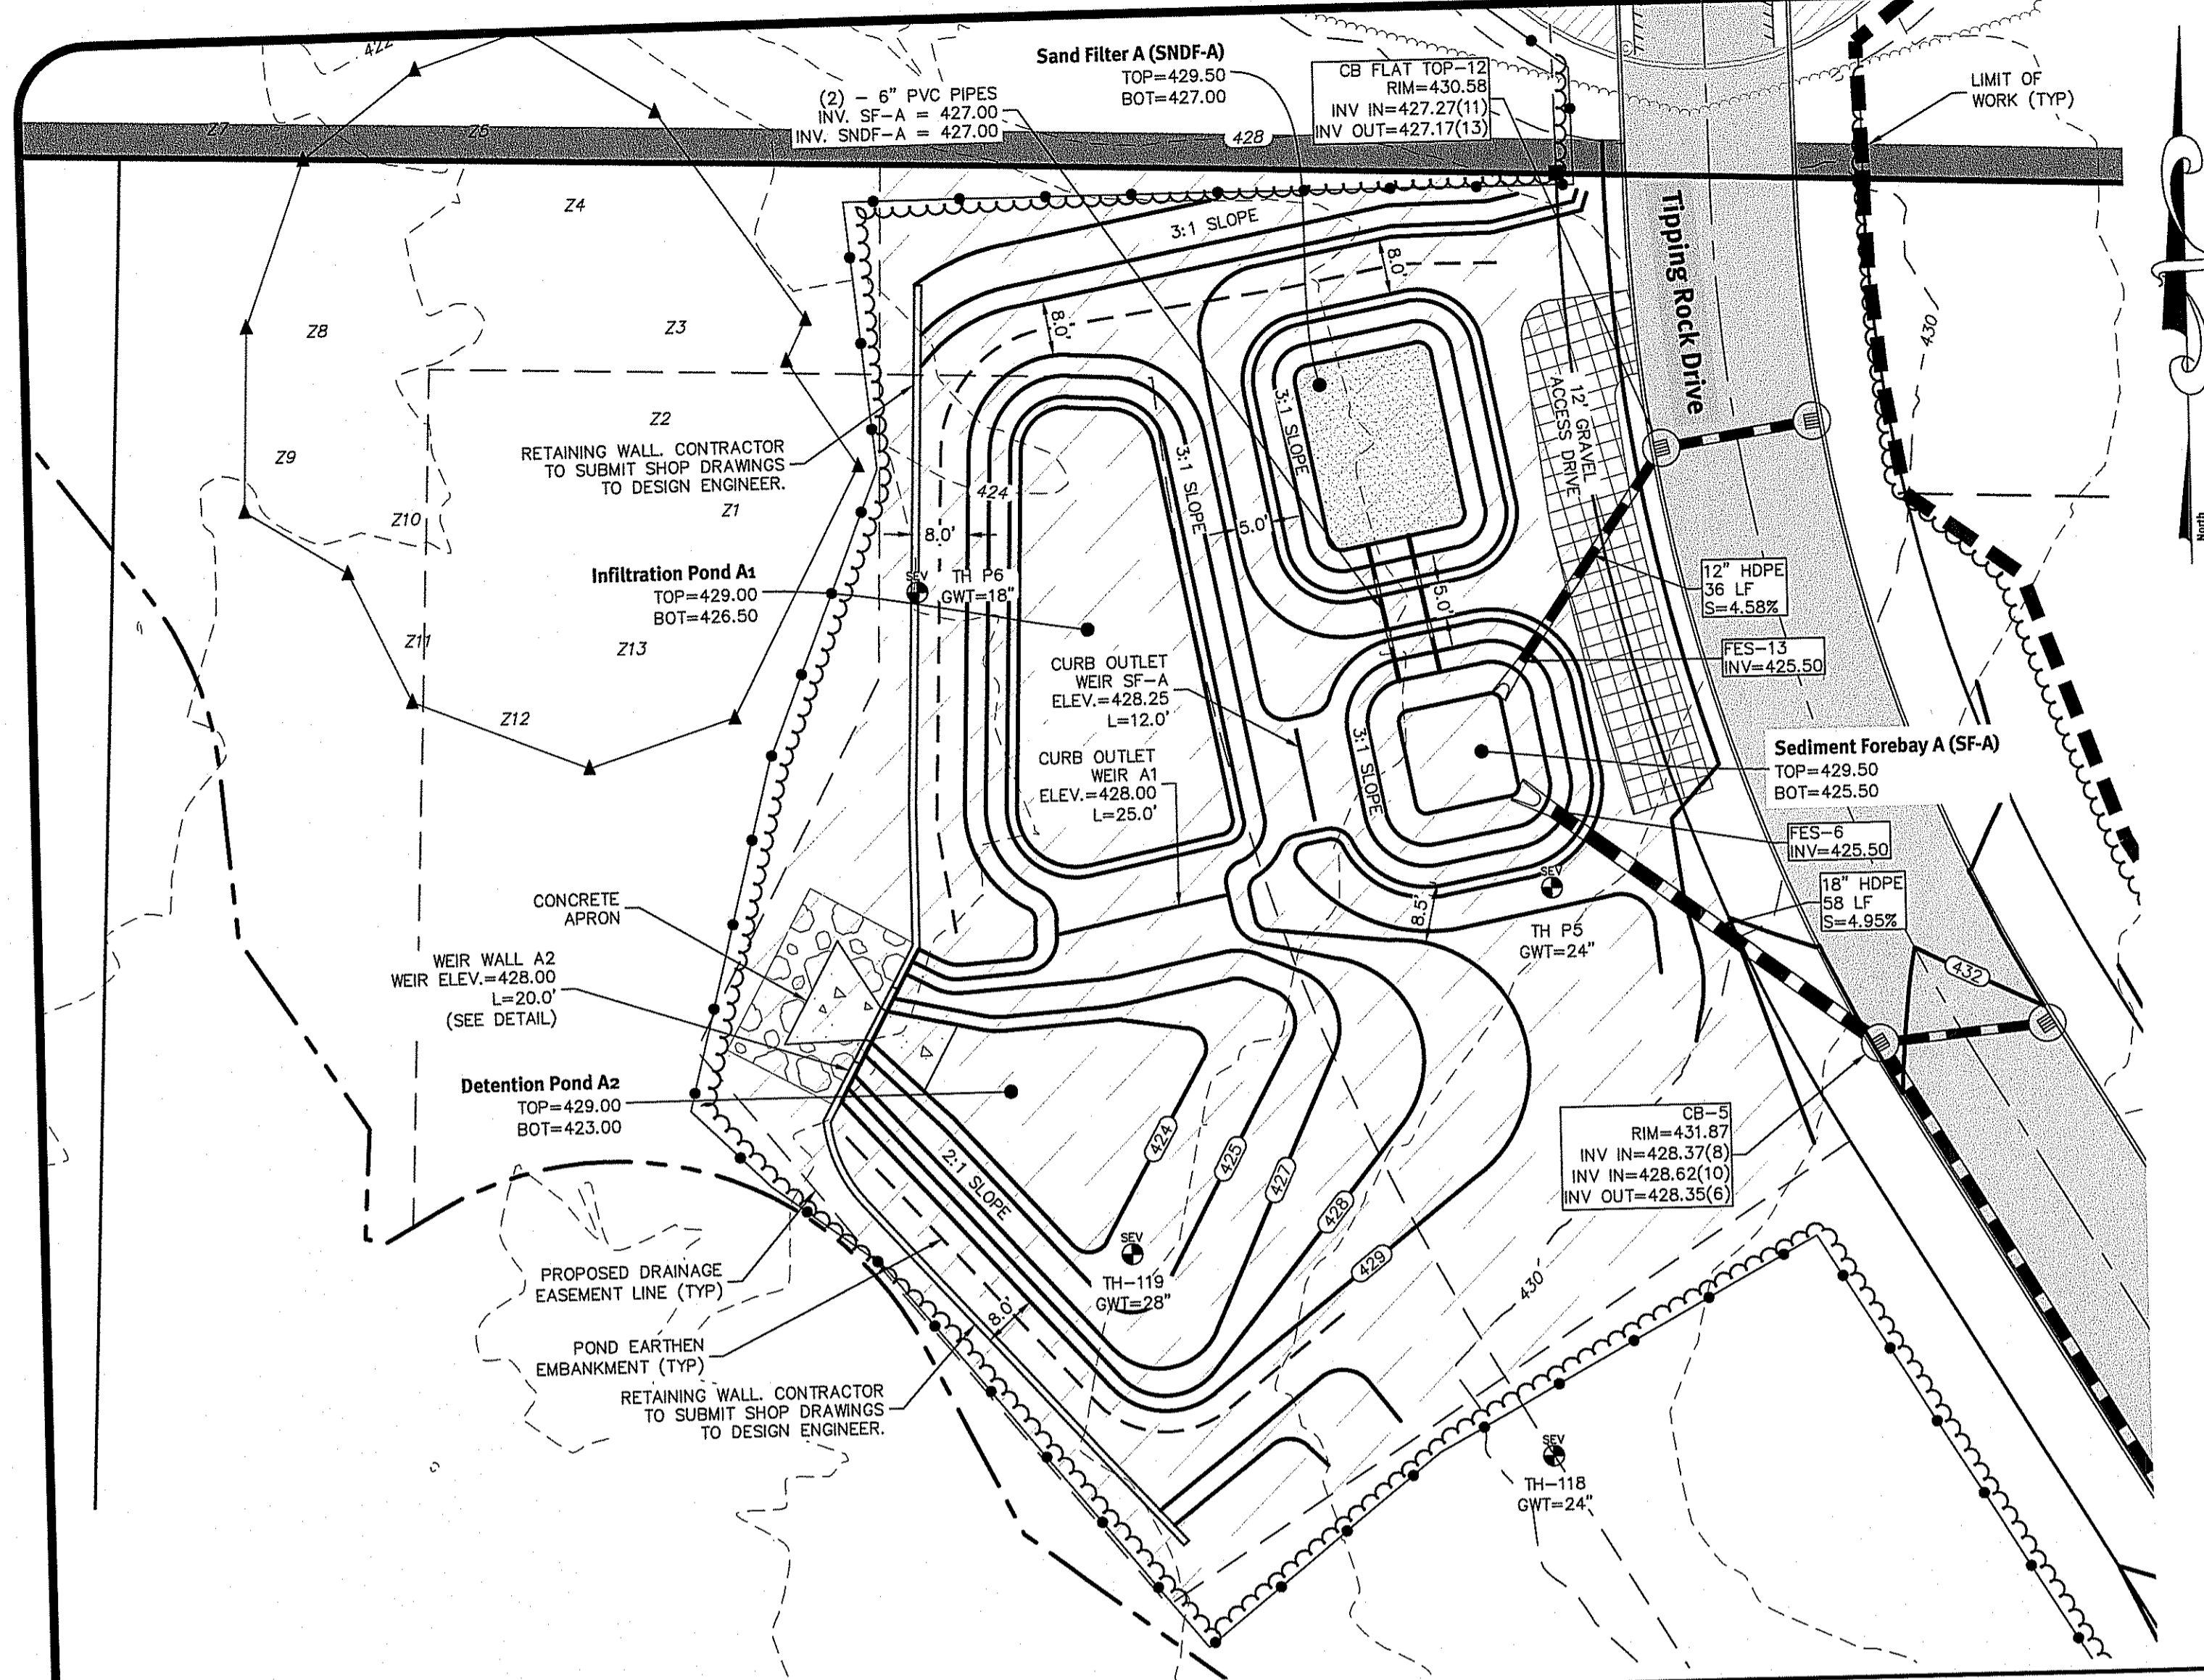 422
Sand Filter A (SNDF-A)
TOP=429.50
BOT=427.00
(2) - 6" PVC PIPES
INV. SF-A = 427.00
INV. SNDF-A = 427.00
CB FLAT TOP-12
RIM=430.58
INV IN=427.27(11)
INV OUT=427.17(13)
LIMIT OF
WORK (TYP)
Z7
Z5
428
Z4
3:1 SLOPE
Tipping Rock Drive
8.0'
8.0'
Z8
Z3
430
Z2
RETAINING WALL. CONTRACTOR
TO SUBMIT SHOP DRAWINGS
TO DESIGN ENGINEER.
3:1 SLOPE
3:1 SLOPE
12' GRAVEL
ACCESS DRIVE
Z9
Z10
Z1
424
8.0'
5.0'
North
Infiltration Pond A1
TOP=429.00
BOT=426.50
SEV
TH P6
GWT=18"
5.0'
12" HDPE
36 LF
S=4.58%
Z11
Z13
FES-13
INV=425.50
CURB OUTLET
WEIR SF-A
ELEV.=428.25
L=12.0'
Z12
3:1 SLOPE
Sediment Forebay A (SF-A)
TOP=429.50
BOT=425.50
CURB OUTLET
WEIR A1
ELEV.=428.00
L=25.0'
FES-6
INV=425.50
CONCRETE
APRON
SEV
TH P5
GWT=24"
8.5'
18" HDPE
58 LF
S=4.95%
WEIR WALL A2
WEIR ELEV.=428.00
L=20.0'
(SEE DETAIL)
432
Detention Pond A2
TOP=429.00
BOT=423.00
CB-5
RIM=431.87
INV IN=428.37(8)
INV IN=428.62(10)
INV OUT=428.35(6)
2:1 SLOPE
424
425
427
428
429
430
SEV
TH-119
GWT=28"
PROPOSED DRAINAGE
EASEMENT LINE (TYP)
8.0'
POND EARTHEN
EMBANKMENT (TYP)
RETAINING WALL. CONTRACTOR
TO SUBMIT SHOP DRAWINGS
TO DESIGN ENGINEER.
SEV
TH-118
GWT=24"